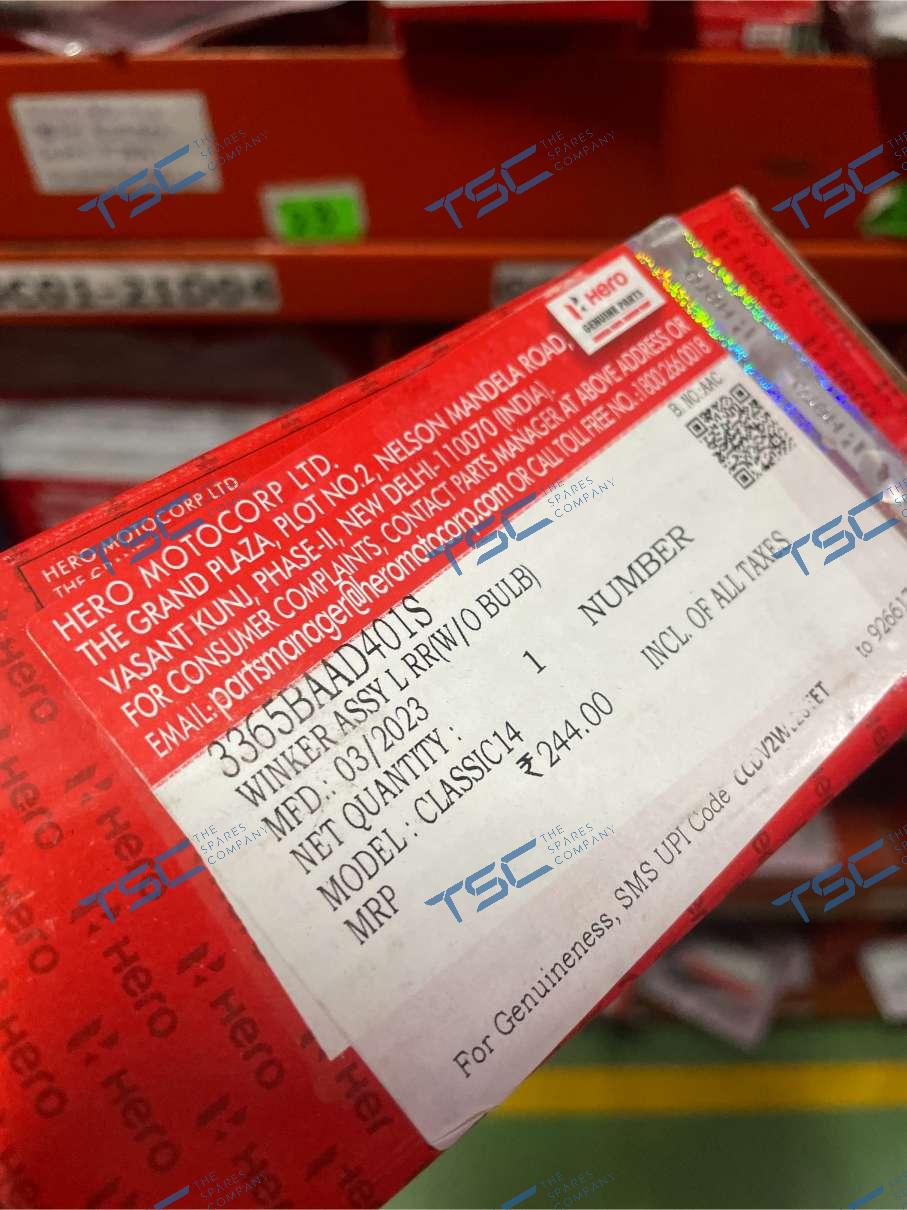 Hero
GENUINE PARTS
HERO MOTOCORP LTD.
HERO MOTOCORP LTD.
THE GRAND PLAZA, PLOT NO.2, NELSON MANDELA ROAD,
VASANT KUNJ, PHASE-II, NEW DELHI-110070 (INDIA).
FOR CONSUMER COMPLAINTS, CONTACT PARTS MANAGER AT ABOVE ADDRESS OR
EMAIL: partsmanager@heromotocorp.com OR CALL TOLL FREE NO.:1800 266 0018
B. NO:AAC
3365BAAD401S
WINKER ASSY L RR(W/O BULB)
MFD.: 03/2023
NET QUANTITY : 1 NUMBER
MODEL : CLASSIC14
MRP ₹244.00 INCL. OF ALL TAXES
For Genuineness, SMS UPI Code
TSC THE SPARES COMPANY